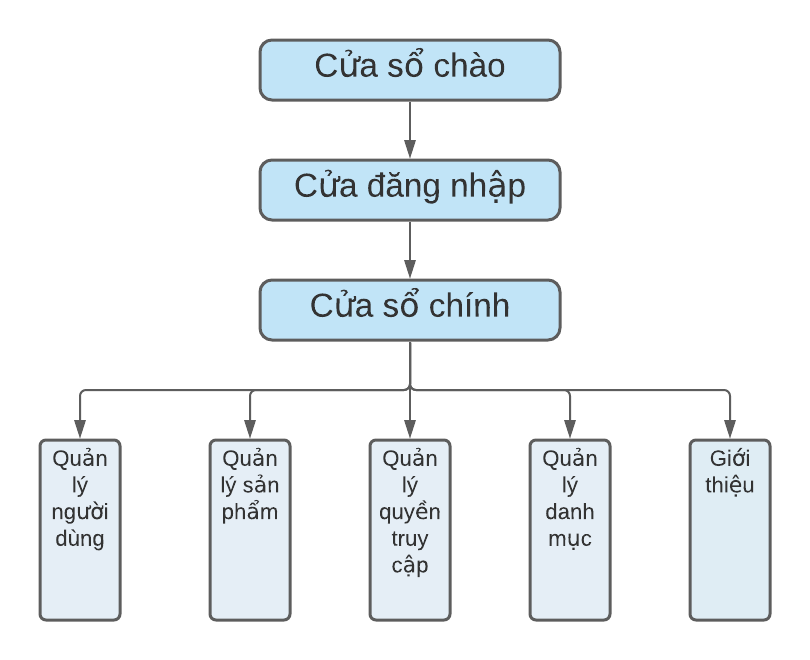 Cửa sổ chào
Cửa đăng nhập
Cửa sổ chính
Quản
lý
người
dùng
Quản
lý sản
phẩm
Quản
lý
quyền
truy
cập
Quản
lý
danh
mục
Giới
thiệu